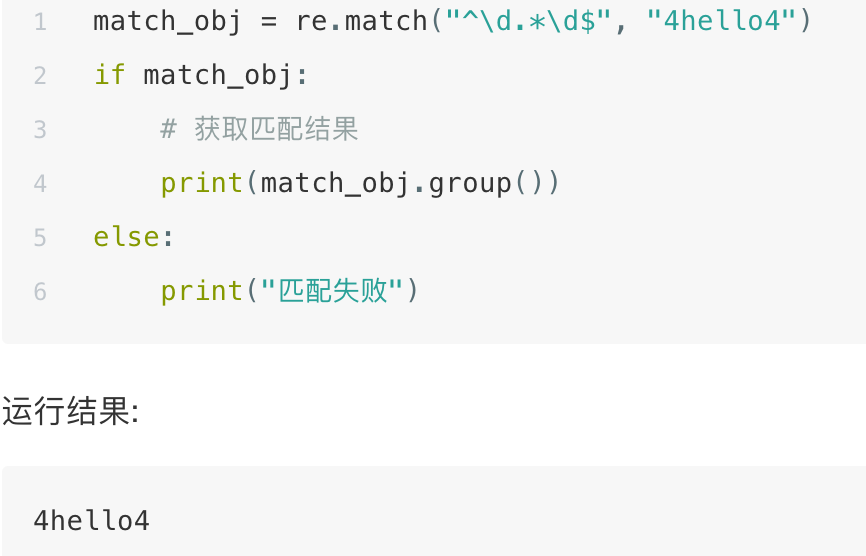 1 match_obj = re.match("^\d.*\d$", "4hello4")
2 if match_obj:
3     # 获取匹配结果
4     print(match_obj.group())
5 else:
6     print("匹配失败")
运行结果:
4hello4